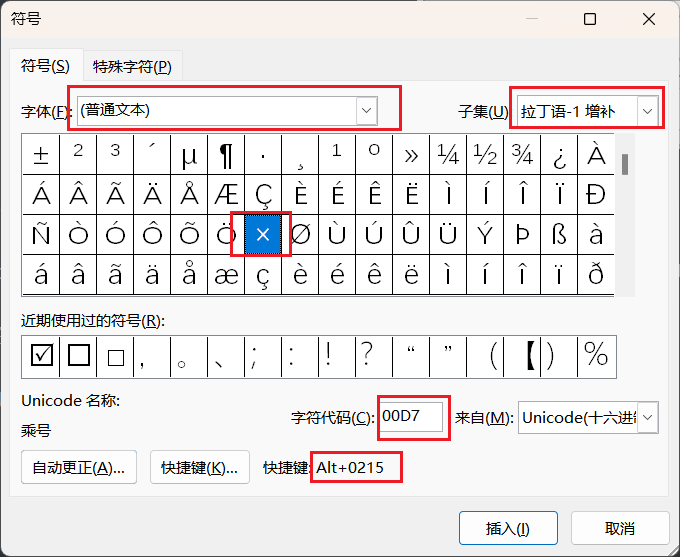 符号
符号(S) 特殊字符(P)
字体(F): (普通文本) 子集(U) 拉丁语-1 增补
± ² ³ ´ µ ¶ · ¸ ¹ º » ¼ ½ ¾ ¿ À
Á Â Ã Ä Å Æ Ç È É Ê Ë Ì Í Î Ï Ð
Ñ Ò Ó Ô Õ Ö × Ø Ù Ú Û Ü Ý Þ ß à
á â ã ä å æ ç è é ê ë ì í î ï ð
近期使用过的符号(R):
☑ □ □ , 。 、 ; : ! ? “ ” ( 【 ) %
Unicode 名称:
乘号
字符代码(C): 00D7 来自(M): Unicode(十六进制
自动更正(A)... 快捷键(K)... 快捷键: Alt+0215
插入(I) 取消